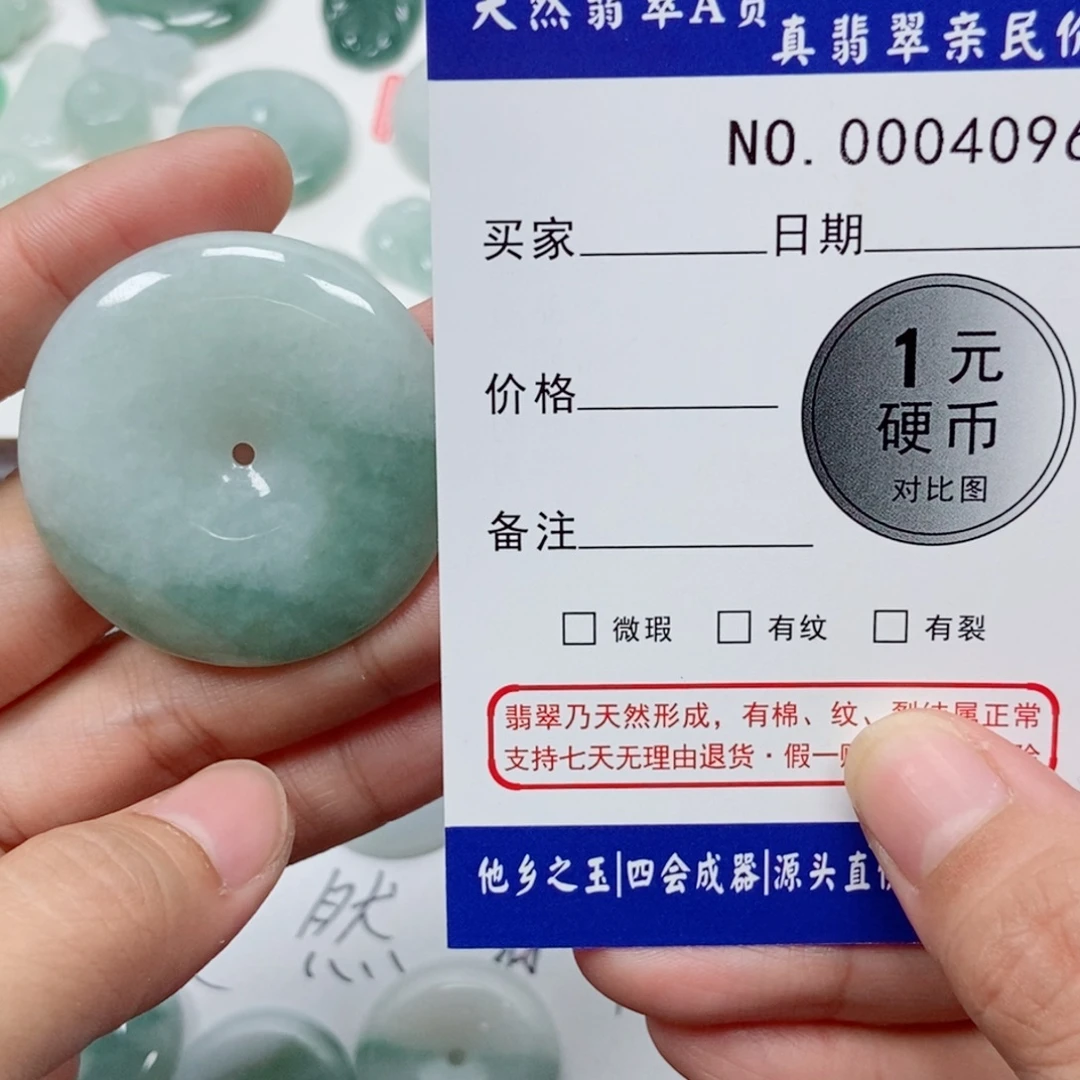 天然翡翠A货
真翡翠亲民价
NO.0004096
买家 日期
价格
1元
硬币
对比图
备注
□ 微瑕 □ 有纹 □ 有裂
翡翠乃天然形成，有棉、纹、裂结属正常
支持七天无理由退货·假一
他乡之玉|四会成器|源头直
然